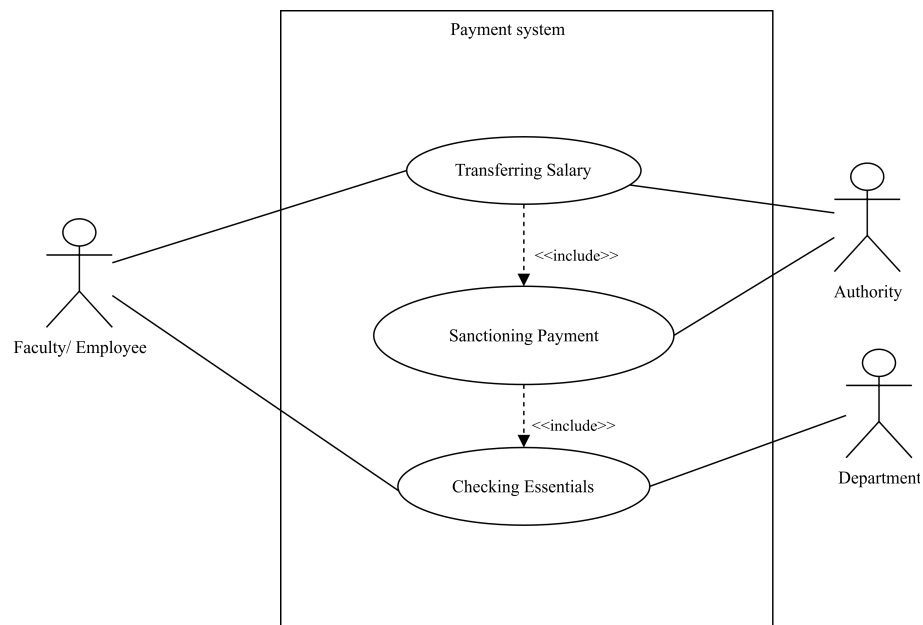 Payment system
Transferring Salary
<<include>>
Authority
Sanctioning Payment
Faculty/ Employee
<<include>>
Department
Checking Essentials